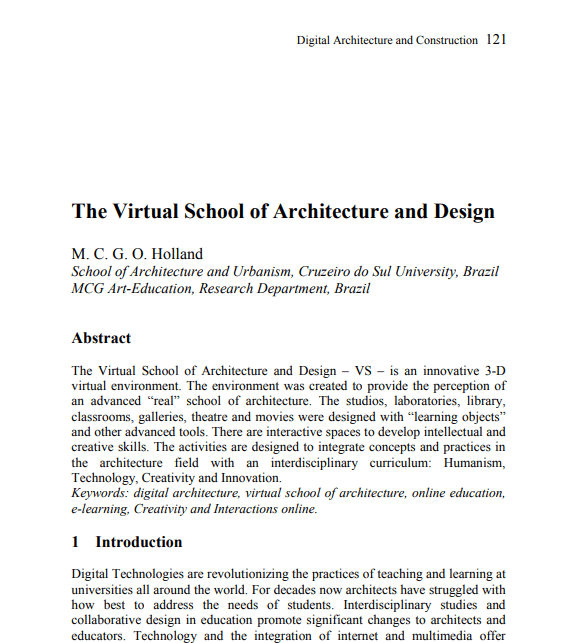 Digital Architecture and Construction 121
The Virtual School of Architecture and Design
M. C. G. O. Holland
School of Architecture and Urbanism, Cruzeiro do Sul University, Brazil
MCG Art-Education, Research Department, Brazil
Abstract
The Virtual School of Architecture and Design – VS – is an innovative 3-D
virtual environment. The environment was created to provide the perception of
an advanced “real” school of architecture. The studios, laboratories, library,
classrooms, galleries, theatre and movies were designed with “learning objects”
and other advanced tools. There are interactive spaces to develop intellectual and
creative skills. The activities are designed to integrate concepts and practices in
the architecture field with an interdisciplinary curriculum: Humanism,
Technology, Creativity and Innovation.
Keywords: digital architecture, virtual school of architecture, online education,
e-learning, Creativity and Interactions online.
1 Introduction
Digital Technologies are revolutionizing the practices of teaching and learning at
universities all around the world. For decades now architects have struggled with
how best to address the needs of students. Interdisciplinary studies and
collaborative design in education promote significant changes to architects and
educators. Technology and the integration of internet and multimedia offer